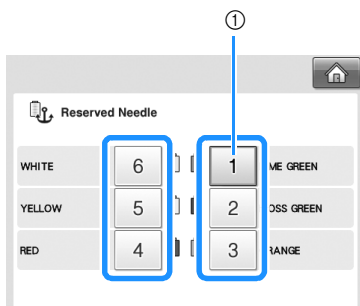 ①
Reserved Needle
WHITE 6 1 ME GREEN
YELLOW 5 2 OSS GREEN
RED 4 3 RANGE